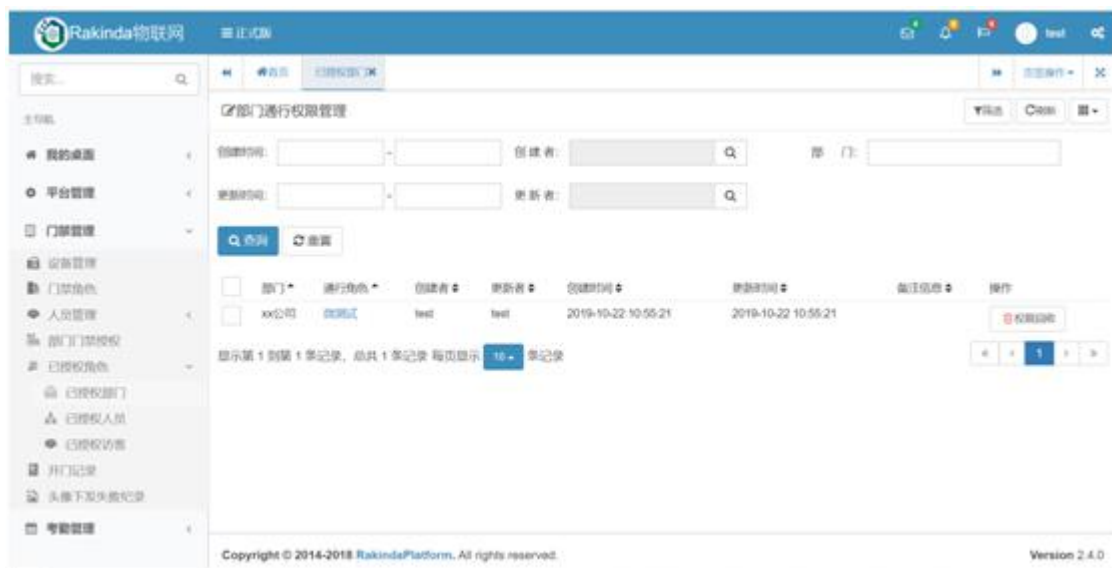 Rakinda物联网
正式版
test
搜索...
首页
已授权部门
页签操作
主导航
部门通行权限管理
筛选
刷新
我的桌面
创建时间:
-
创 建 者:
部 门:
平台管理
更新时间:
-
更 新 者:
门禁管理
查询
重置
设备管理
门禁角色
部门
通行角色
创建者
更新者
创建时间
更新时间
备注信息
操作
人员管理
xx公司
test
test
2019-10-22 10:55:21
2019-10-22 10:55:21
权限回收
部门门禁授权
显示第 1 到第 1 条记录，总共 1 条记录 每页显示 10 条记录
« ‹ 1 › »
已授权角色
已授权部门
已授权人员
已授权访客
开门记录
头像下发失败纪录
考勤管理
Copyright © 2014-2018 RakindaPlatform. All rights reserved.
Version 2.4.0